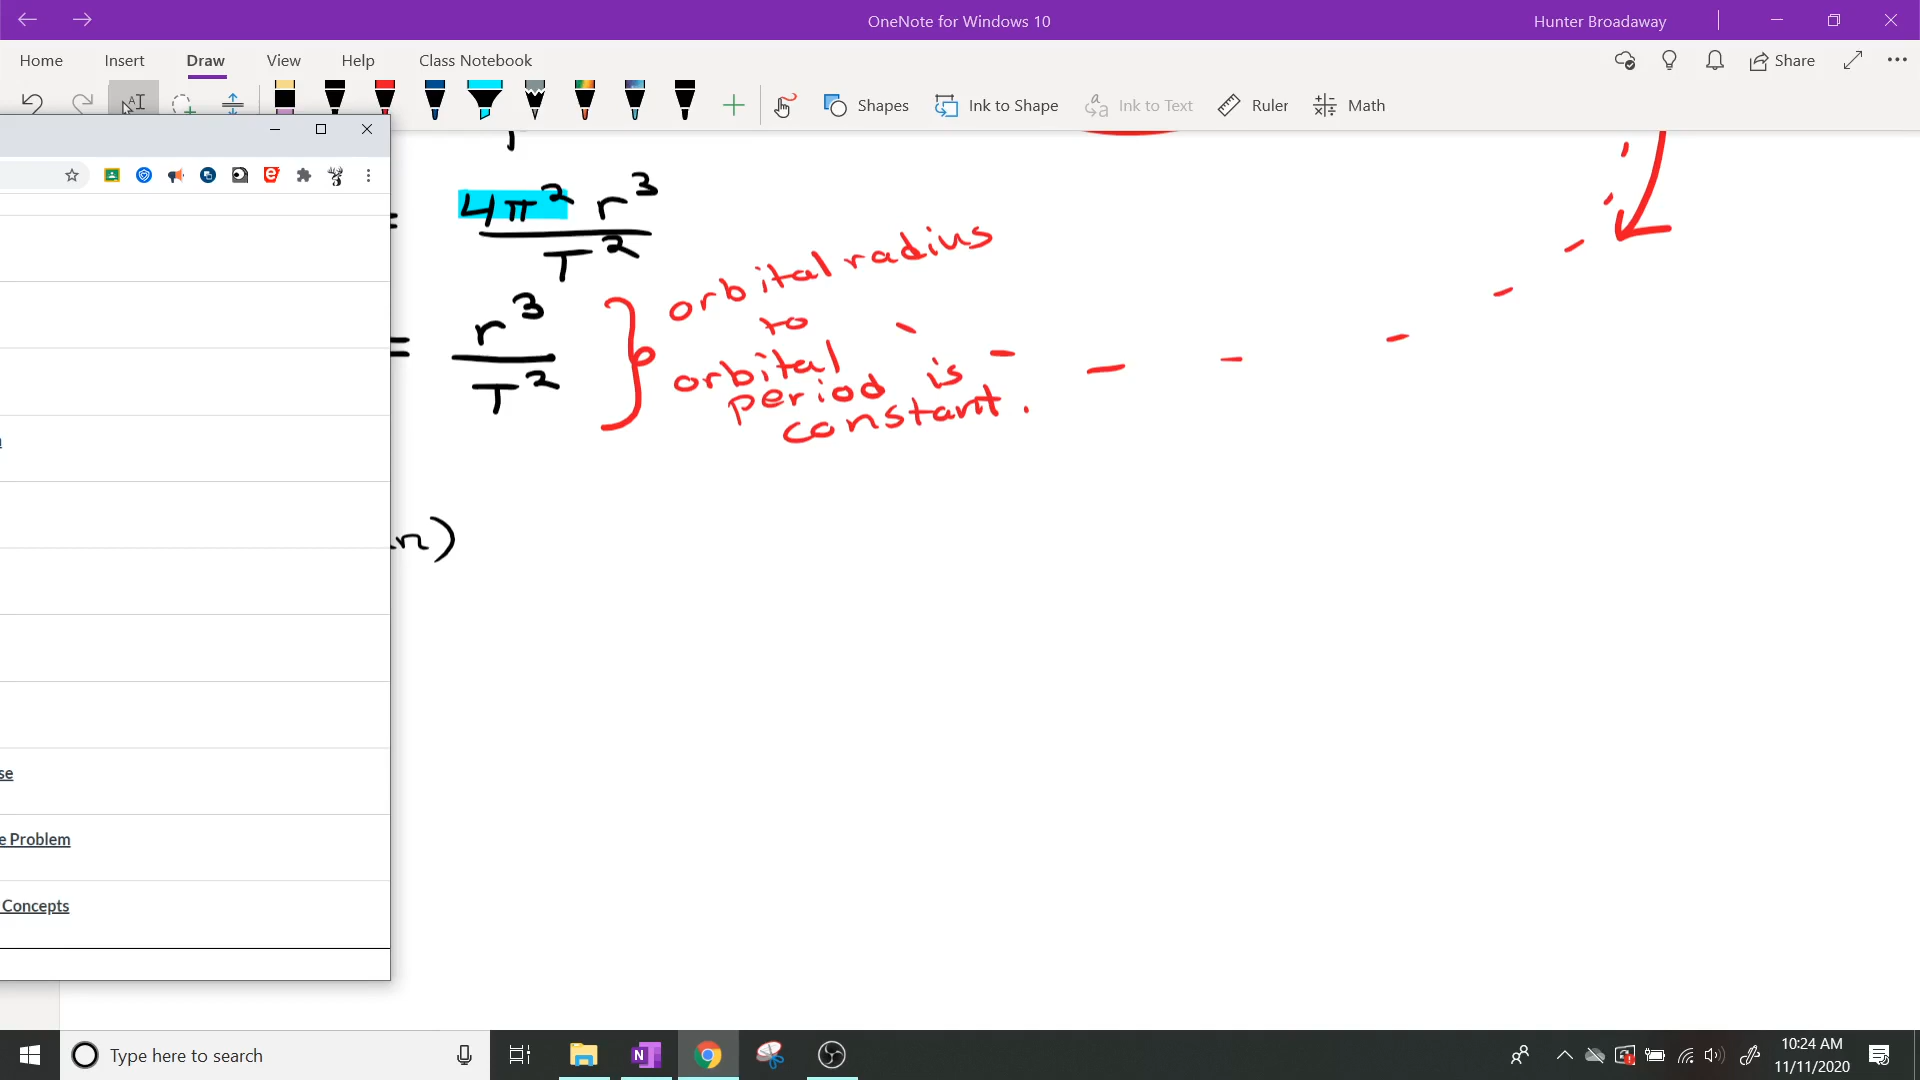 OneNote for Windows 10
Hunter Broadaway
Home Insert Draw View Help Class Notebook
Share
Shapes Ink to Shape Ink to Text Ruler Math
= 4π² r³
T²
= r³
T²
orbital radius
to
orbital
period is
constant.
n)
se
e Problem
Concepts
Type here to search
10:24 AM
11/11/2020